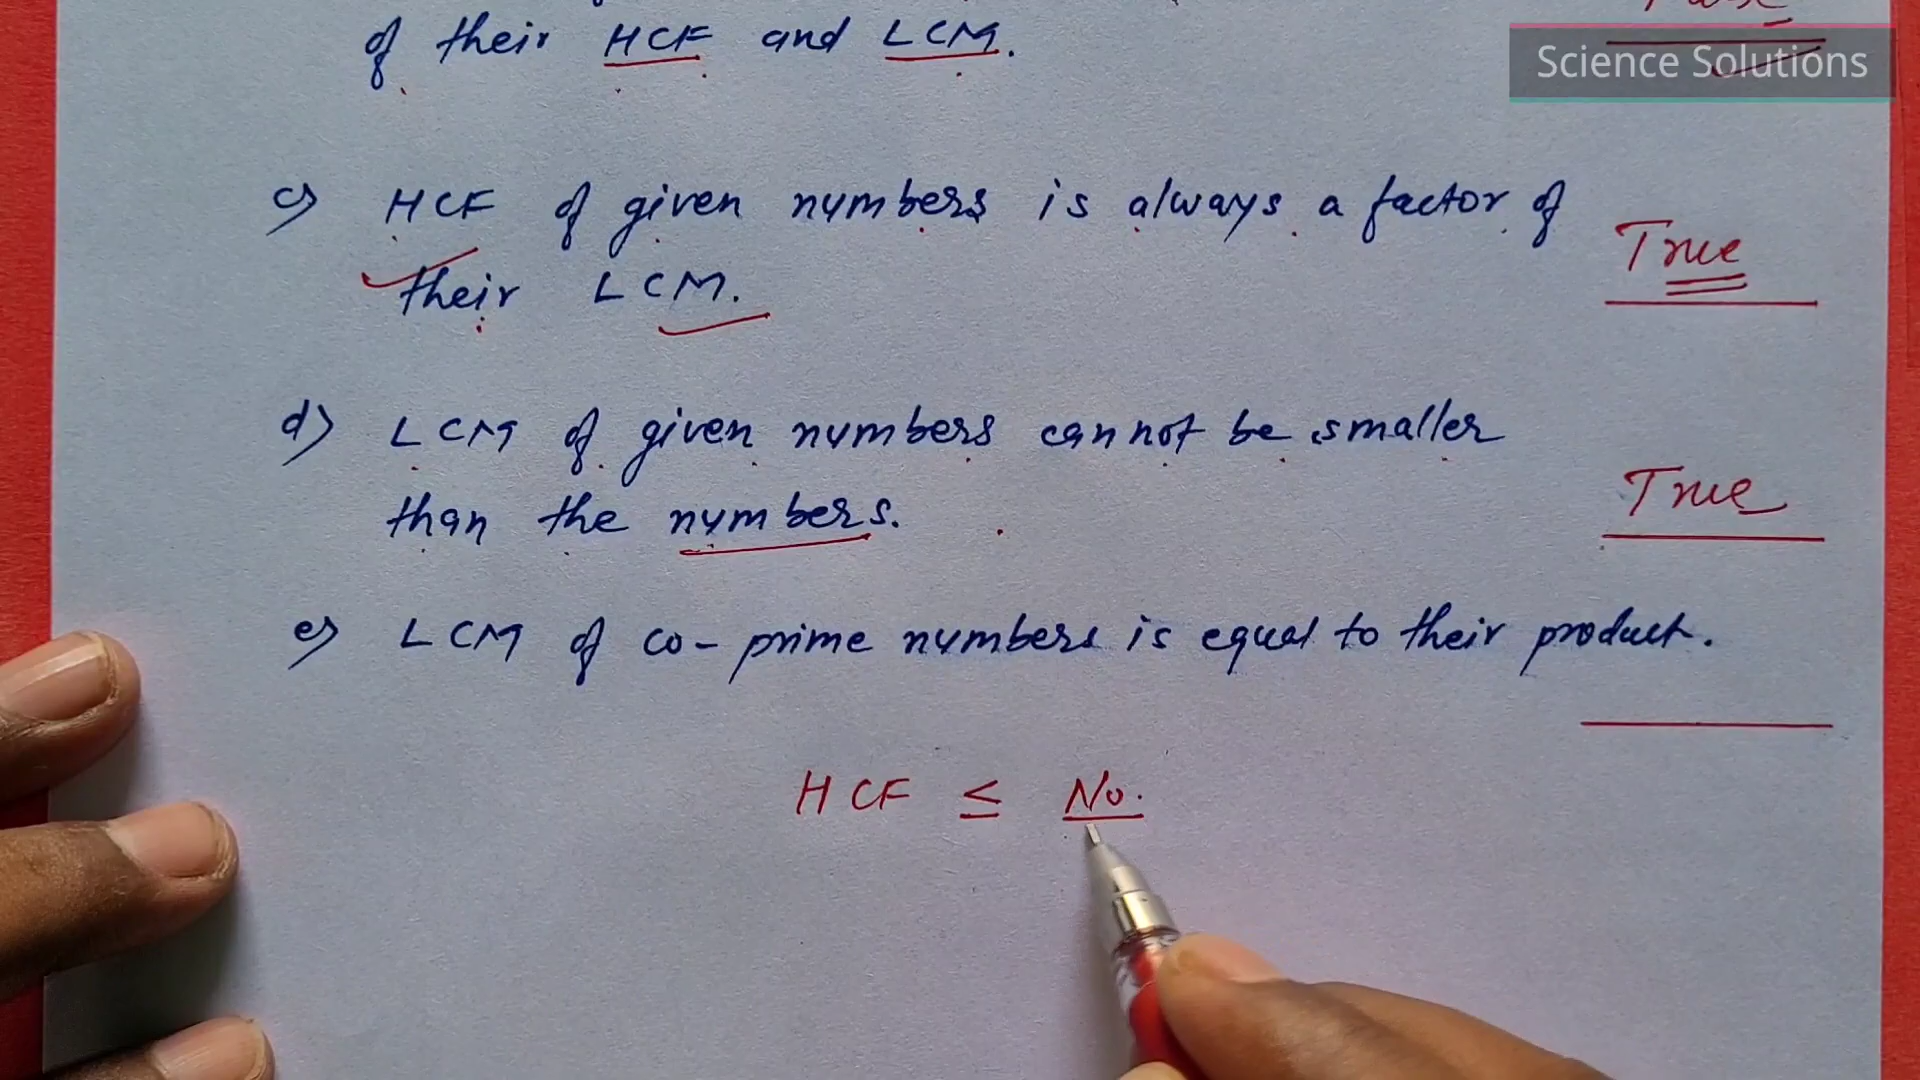 of their HCF and LCM.
Science Solutions
c) HCF of given numbers is always a factor of
their LCM.
True
d) LCM of given numbers cannot be smaller
than the numbers.
True
e) LCM of co-prime numbers is equal to their product.
HCF ≤ No.